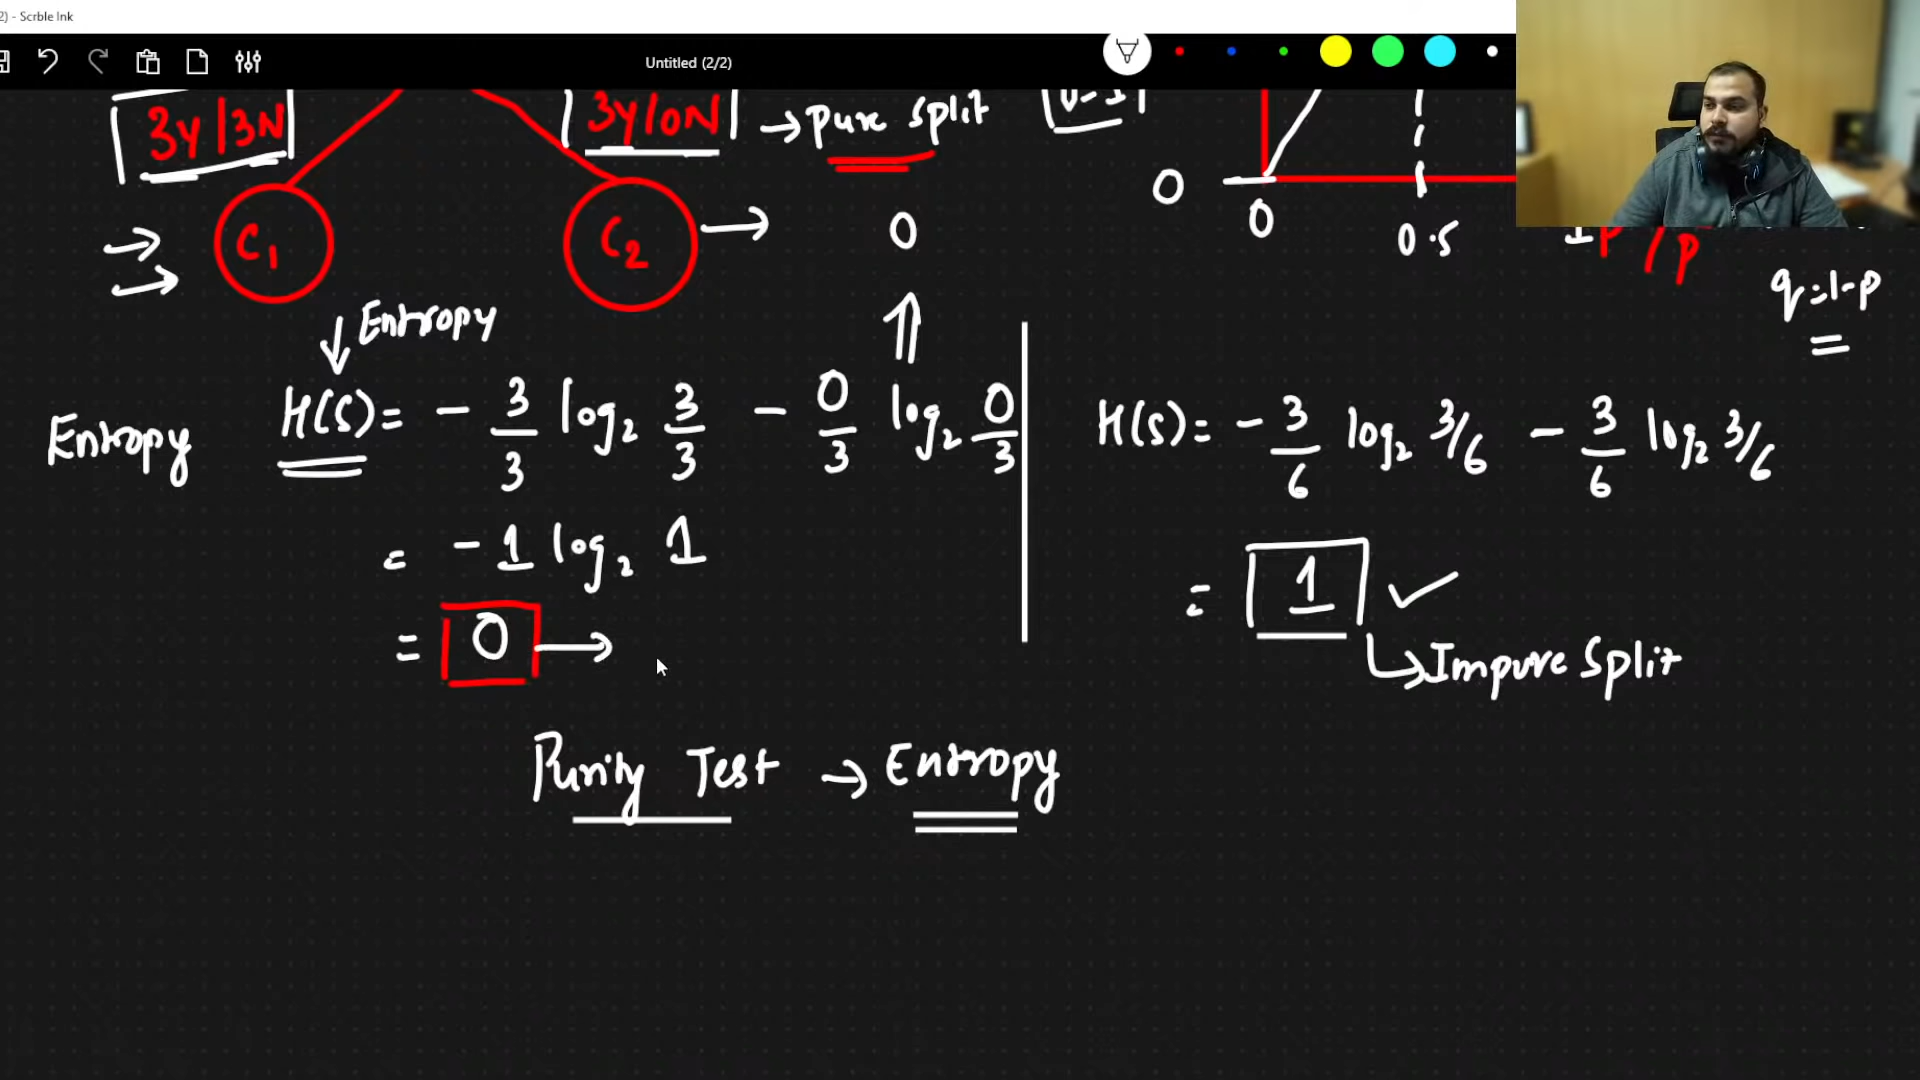 2) - Scrble Ink
Untitled (2/2)
3Y|3N
3Y|0N → pure split
C1
C2 → 0
0
0
0.5
P / P
q=1-p
↓ Entropy
Entropy H(S) = - 3/3 log2 3/3 - 0/3 log2 0/3
= -1 log2 1
= 0 →
H(S) = - 3/6 log2 3/6 - 3/6 log2 3/6
= 1 ✓
↳ Impure Split
Purity Test → Entropy